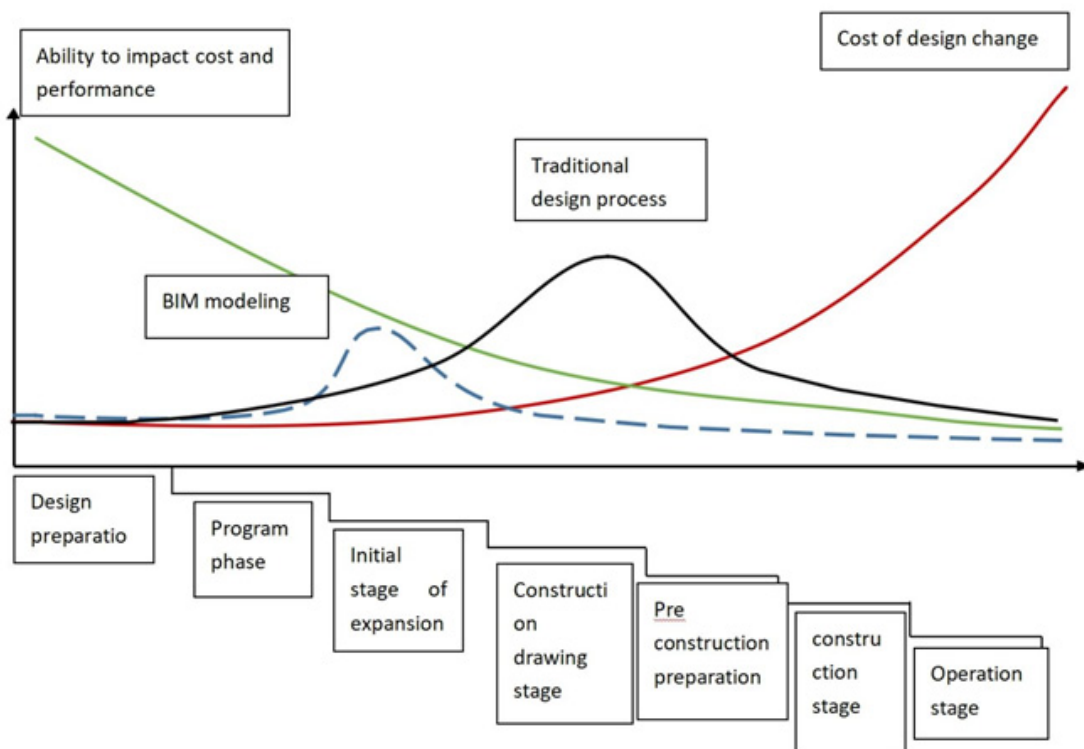 Ability to impact cost and
performance
Cost of design change
Traditional
design process
BIM modeling
Design
preparatio
Program
phase
Initial
stage of
expansion
Constructi
on
drawing
stage
Pre
construction
preparation
constru
ction
stage
Operation
stage